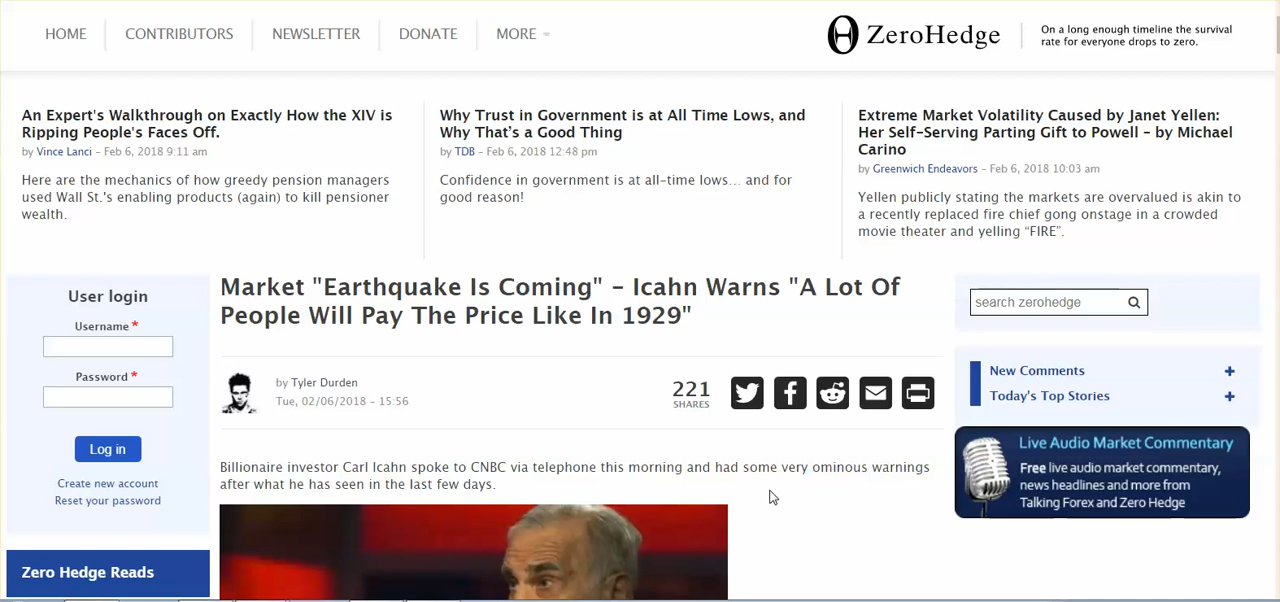 HOME
CONTRIBUTORS
NEWSLETTER
DONATE
MORE
ZeroHedge
On a long enough timeline the survival
rate for everyone drops to zero.
An Expert's Walkthrough on Exactly How the XIV is
Ripping People's Faces Off.
by Vince Lanci - Feb 6, 2018 9:11 am
Here are the mechanics of how greedy pension managers
used Wall St.'s enabling products (again) to kill pensioner
wealth.
Why Trust in Government is at All Time Lows, and
Why That's a Good Thing
by TDB - Feb 6, 2018 12:48 pm
Confidence in government is at all-time lows... and for
good reason!
Extreme Market Volatility Caused by Janet Yellen:
Her Self-Serving Parting Gift to Powell – by Michael
Carino
by Greenwich Endeavors - Feb 6, 2018 10:03 am
Yellen publicly stating the markets are overvalued is akin to
a recently replaced fire chief gong onstage in a crowded
movie theater and yelling “FIRE”.
User login
Username *
Password *
Log in
Create new account
Reset your password
Zero Hedge Reads
Market "Earthquake Is Coming" - Icahn Warns "A Lot Of
People Will Pay The Price Like In 1929"
by Tyler Durden
Tue, 02/06/2018 - 15:56
221
SHARES
Billionaire investor Carl Icahn spoke to CNBC via telephone this morning and had some very ominous warnings
after what he has seen in the last few days.
search zerohedge
New Comments +
Today's Top Stories +
Live Audio Market Commentary
Free live audio market commentary,
news headlines and more from
Talking Forex and Zero Hedge